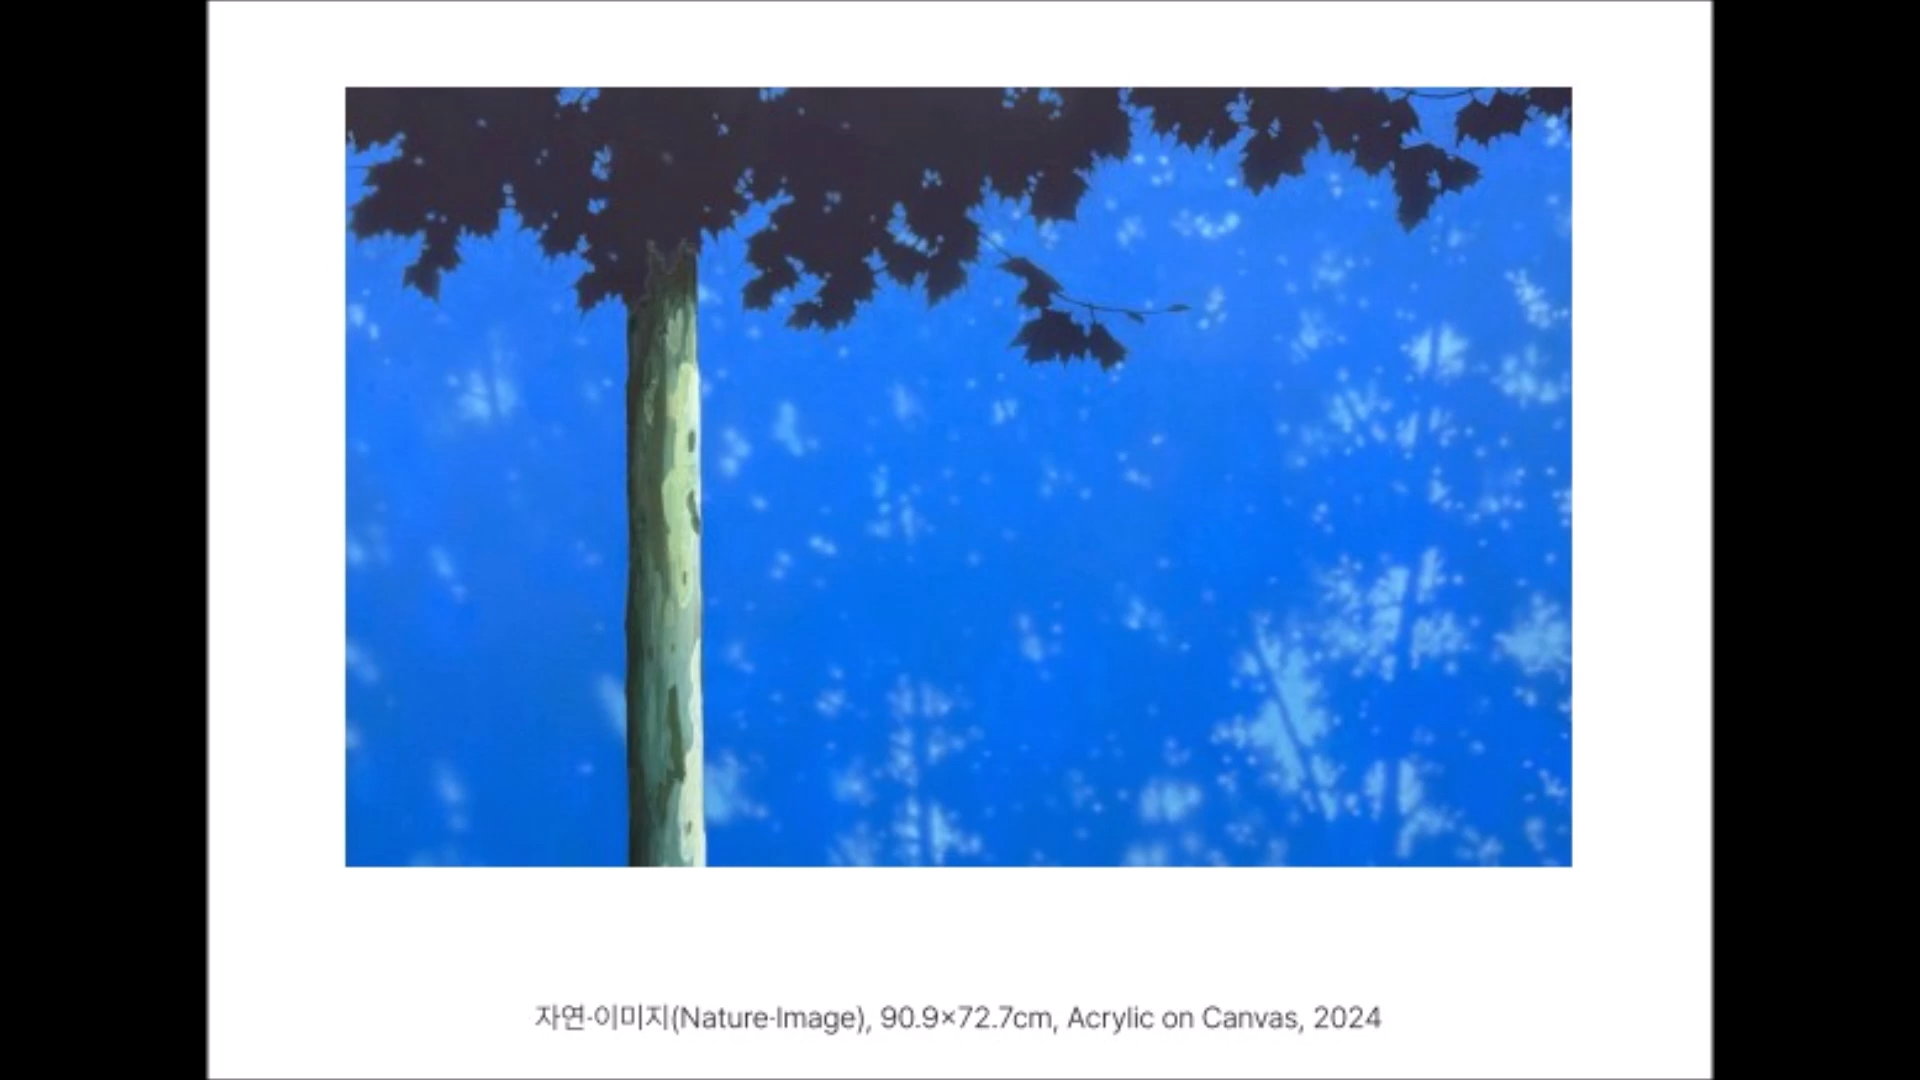 자연·이미지(Nature·Image), 90.9×72.7cm, Acrylic on Canvas, 2024